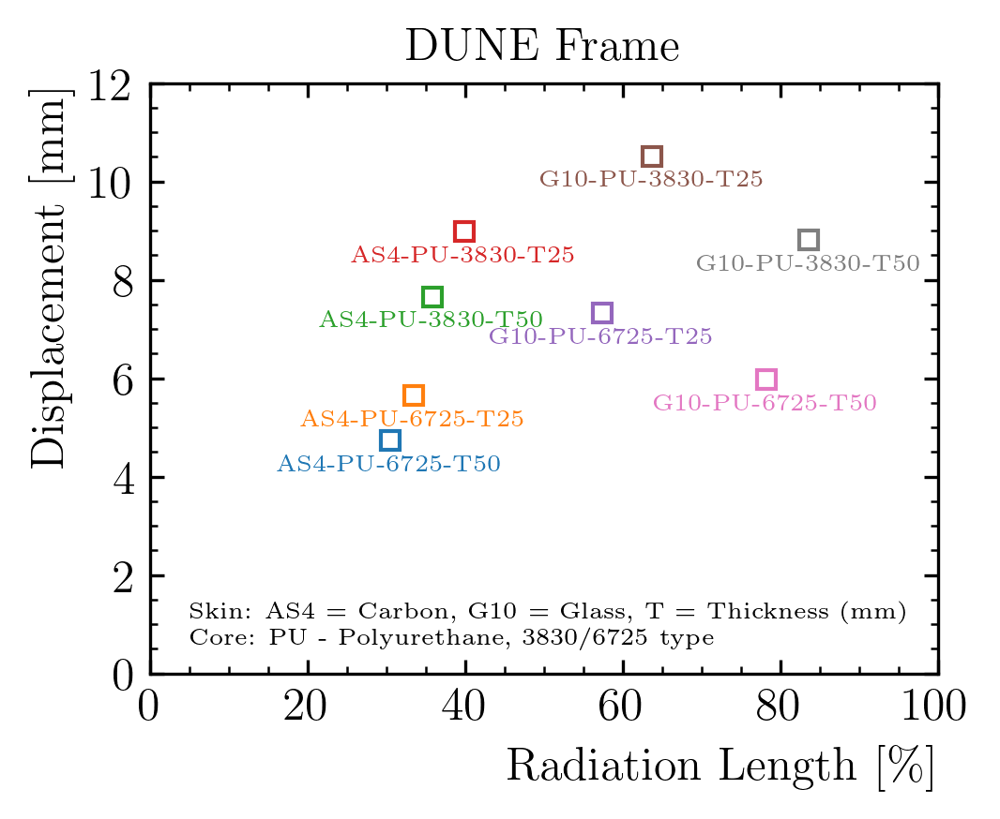 DUNE Frame
Displacement [mm]
12
10
8
6
4
2
0
G10-PU-3830-T25
AS4-PU-3830-T25
G10-PU-3830-T50
AS4-PU-3830-T50
G10-PU-6725-T25
G10-PU-6725-T50
AS4-PU-6725-T25
AS4-PU-6725-T50
Skin: AS4 = Carbon, G10 = Glass, T = Thickness (mm)
Core: PU - Polyurethane, 3830/6725 type
0 20 40 60 80 100
Radiation Length [%]